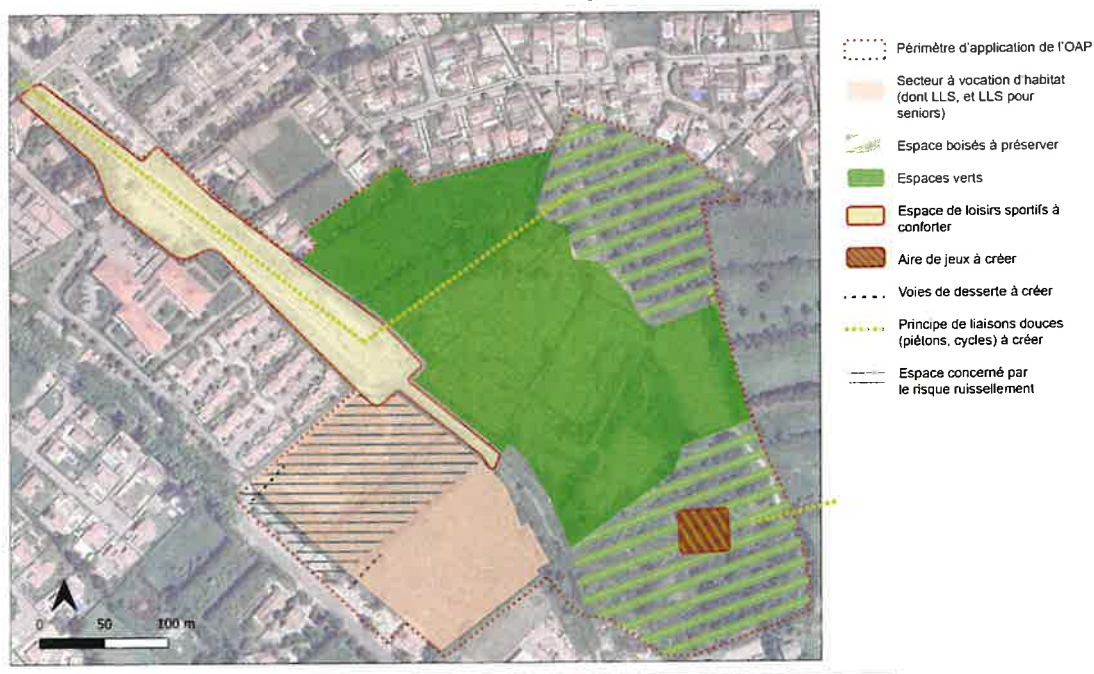 Périmètre d'application de l'OAP
Secteur à vocation d'habitat
(dont LLS, et LLS pour
seniors)
Espace boisés à préserver
Espaces verts
Espace de loisirs sportifs à
conforter
Aire de jeux à créer
Voies de desserte à créer
Principe de liaisons douces
(piétons, cycles) à créer
Espace concerné par
le risque ruissellement
0 50 100 m